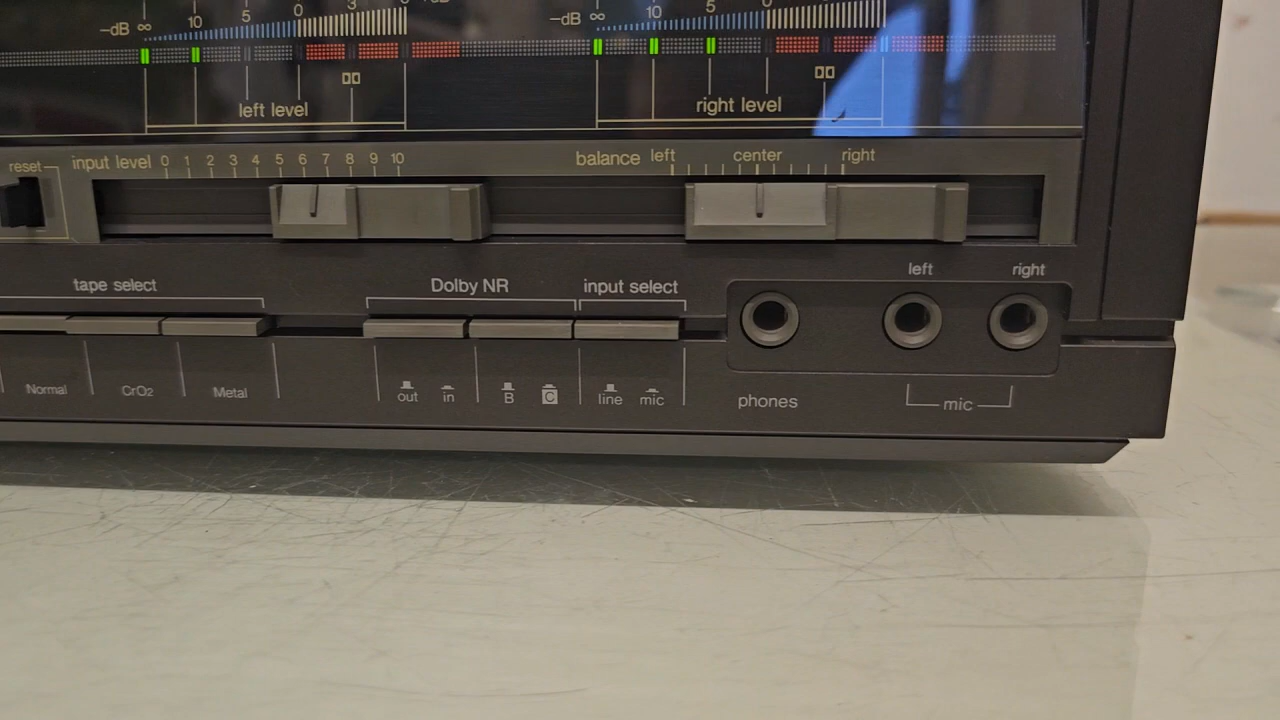 -dB ∞ 10 5 0 3
-dB ∞ 10 5 0
left level
right level
reset
input level 0 1 2 3 4 5 6 7 8 9 10
balance left center right
tape select
Dolby NR
input select
left
right
Normal
CrO2
Metal
out in
B C
line mic
phones
mic